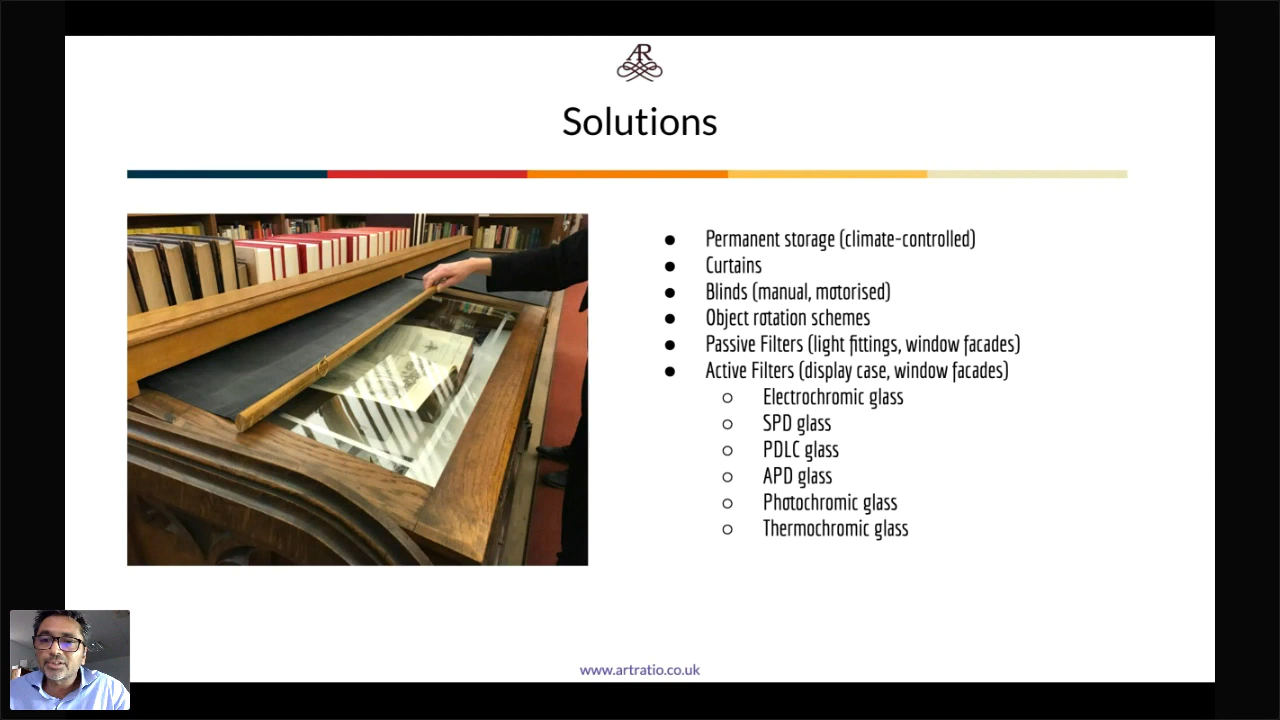 AR
Solutions
● Permanent storage (climate-controlled)
● Curtains
● Blinds (manual, motorised)
● Object rotation schemes
● Passive Filters (light fittings, window facades)
● Active Filters (display case, window facades)
○ Electrochromic glass
○ SPD glass
○ PDLC glass
○ APD glass
○ Photochromic glass
○ Thermochromic glass
www.artratio.co.uk